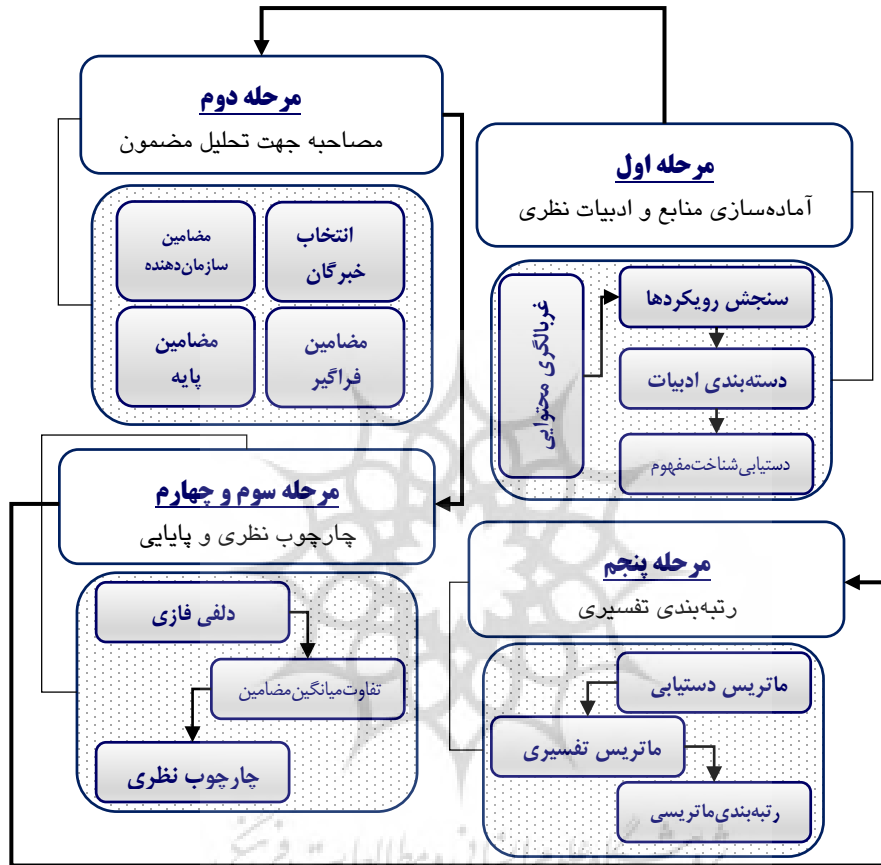 مرحله اول
آماده‌سازی منابع و ادبیات نظری
غربالگری محتوایی
سنجش رویکردها
دسته‌بندی ادبیات
دستیابی شناخت مفهوم
مرحله دوم
مصاحبه جهت تحلیل مضمون
انتخاب
خبرگان
مضامین
سازمان‌دهنده
مضامین
فراگیر
مضامین
پایه
مرحله سوم و چهارم
چارچوب نظری و پایایی
دلفی فازی
تفاوت میانگین مضامین
چارچوب نظری
مرحله پنجم
رتبه‌بندی تفسیری
ماتریس دستیابی
ماتریس تفسیری
رتبه‌بندی ماتریسی